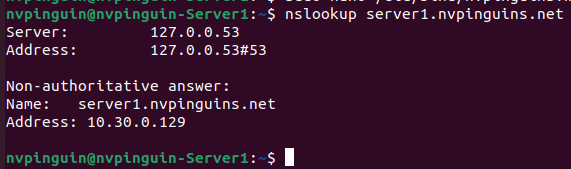 nvpinguin@nvpinguin-Server1:~$ nslookup server1.nvpinguins.net
Server:         127.0.0.53
Address:        127.0.0.53#53

Non-authoritative answer:
Name:   server1.nvpinguins.net
Address: 10.30.0.129

nvpinguin@nvpinguin-Server1:~$